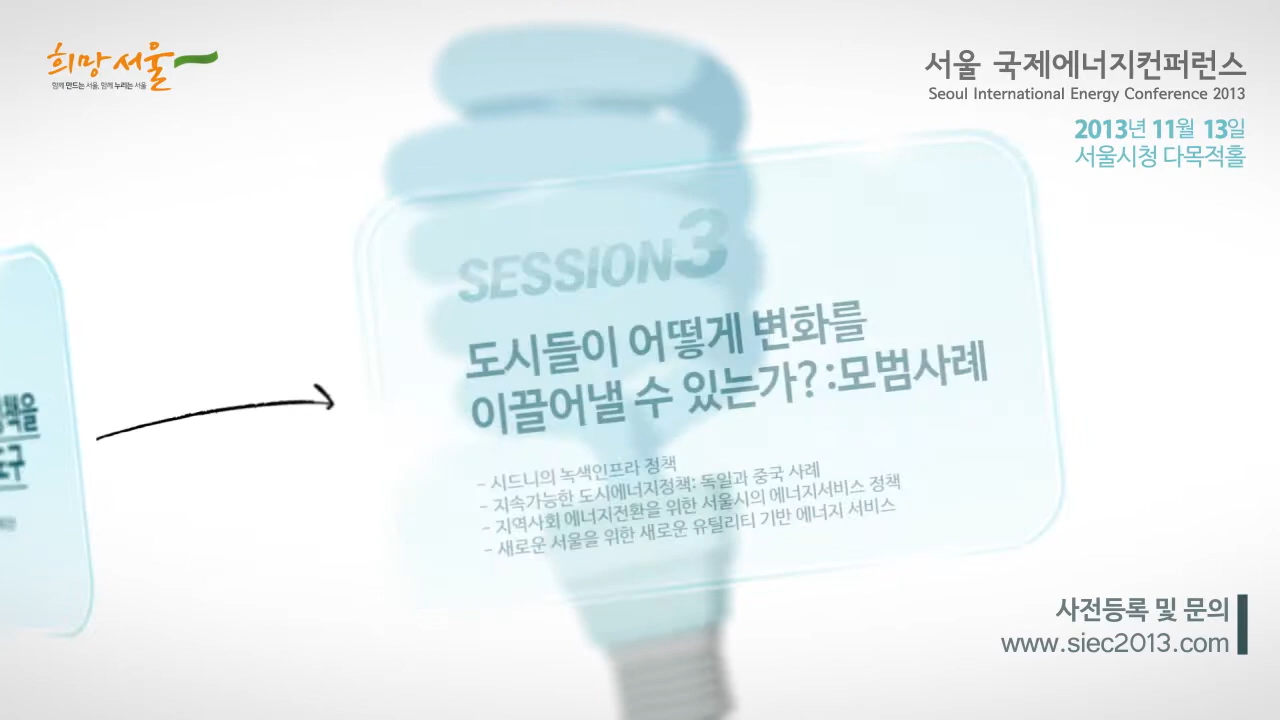 희망서울
함께 만드는 서울, 함께 누리는 서울
서울 국제에너지컨퍼런스
Seoul International Energy Conference 2013
2013년 11월 13일
서울시청 다목적홀
SESSION3
도시들이 어떻게 변화를
이끌어낼 수 있는가? :모범사례
- 시드니의 녹색인프라 정책
- 지속가능한 도시에너지정책: 독일과 중국 사례
- 지역사회 에너지전환을 위한 서울시의 에너지서비스 정책
- 새로운 서울을 위한 새로운 유틸리티 기반 에너지 서비스
사전등록 및 문의
www.siec2013.com